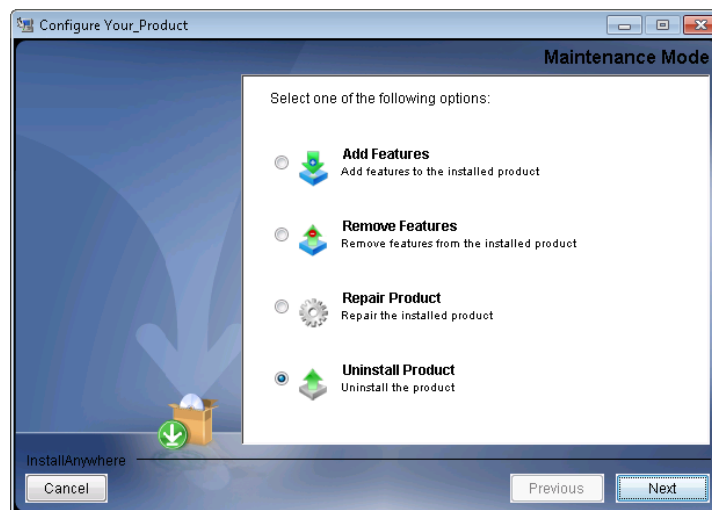 Configure Your_Product
Maintenance Mode
Select one of the following options:
Add Features
Add features to the installed product
Remove Features
Remove features from the installed product
Repair Product
Repair the installed product
Uninstall Product
Uninstall the product
InstallAnywhere
Cancel
Previous
Next